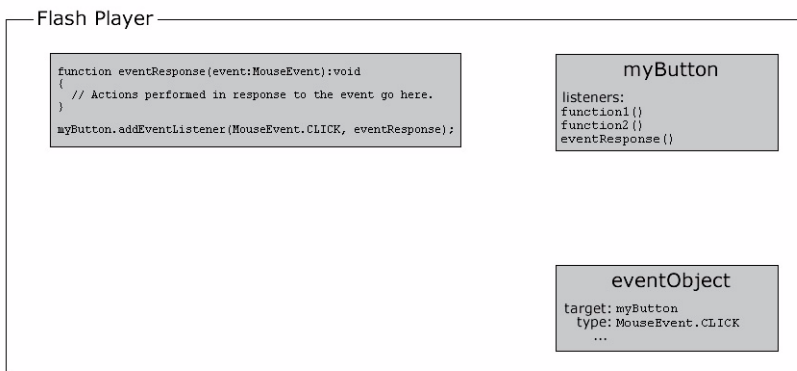 Flash Player
function eventResponse(event:MouseEvent):void
{
// Actions performed in response to the event go here.
}
myButton.addEventListener(MouseEvent.CLICK, eventResponse);
myButton
listeners:
function1()
function2()
eventResponse()
eventObject
target: myButton
type: MouseEvent.CLICK
...